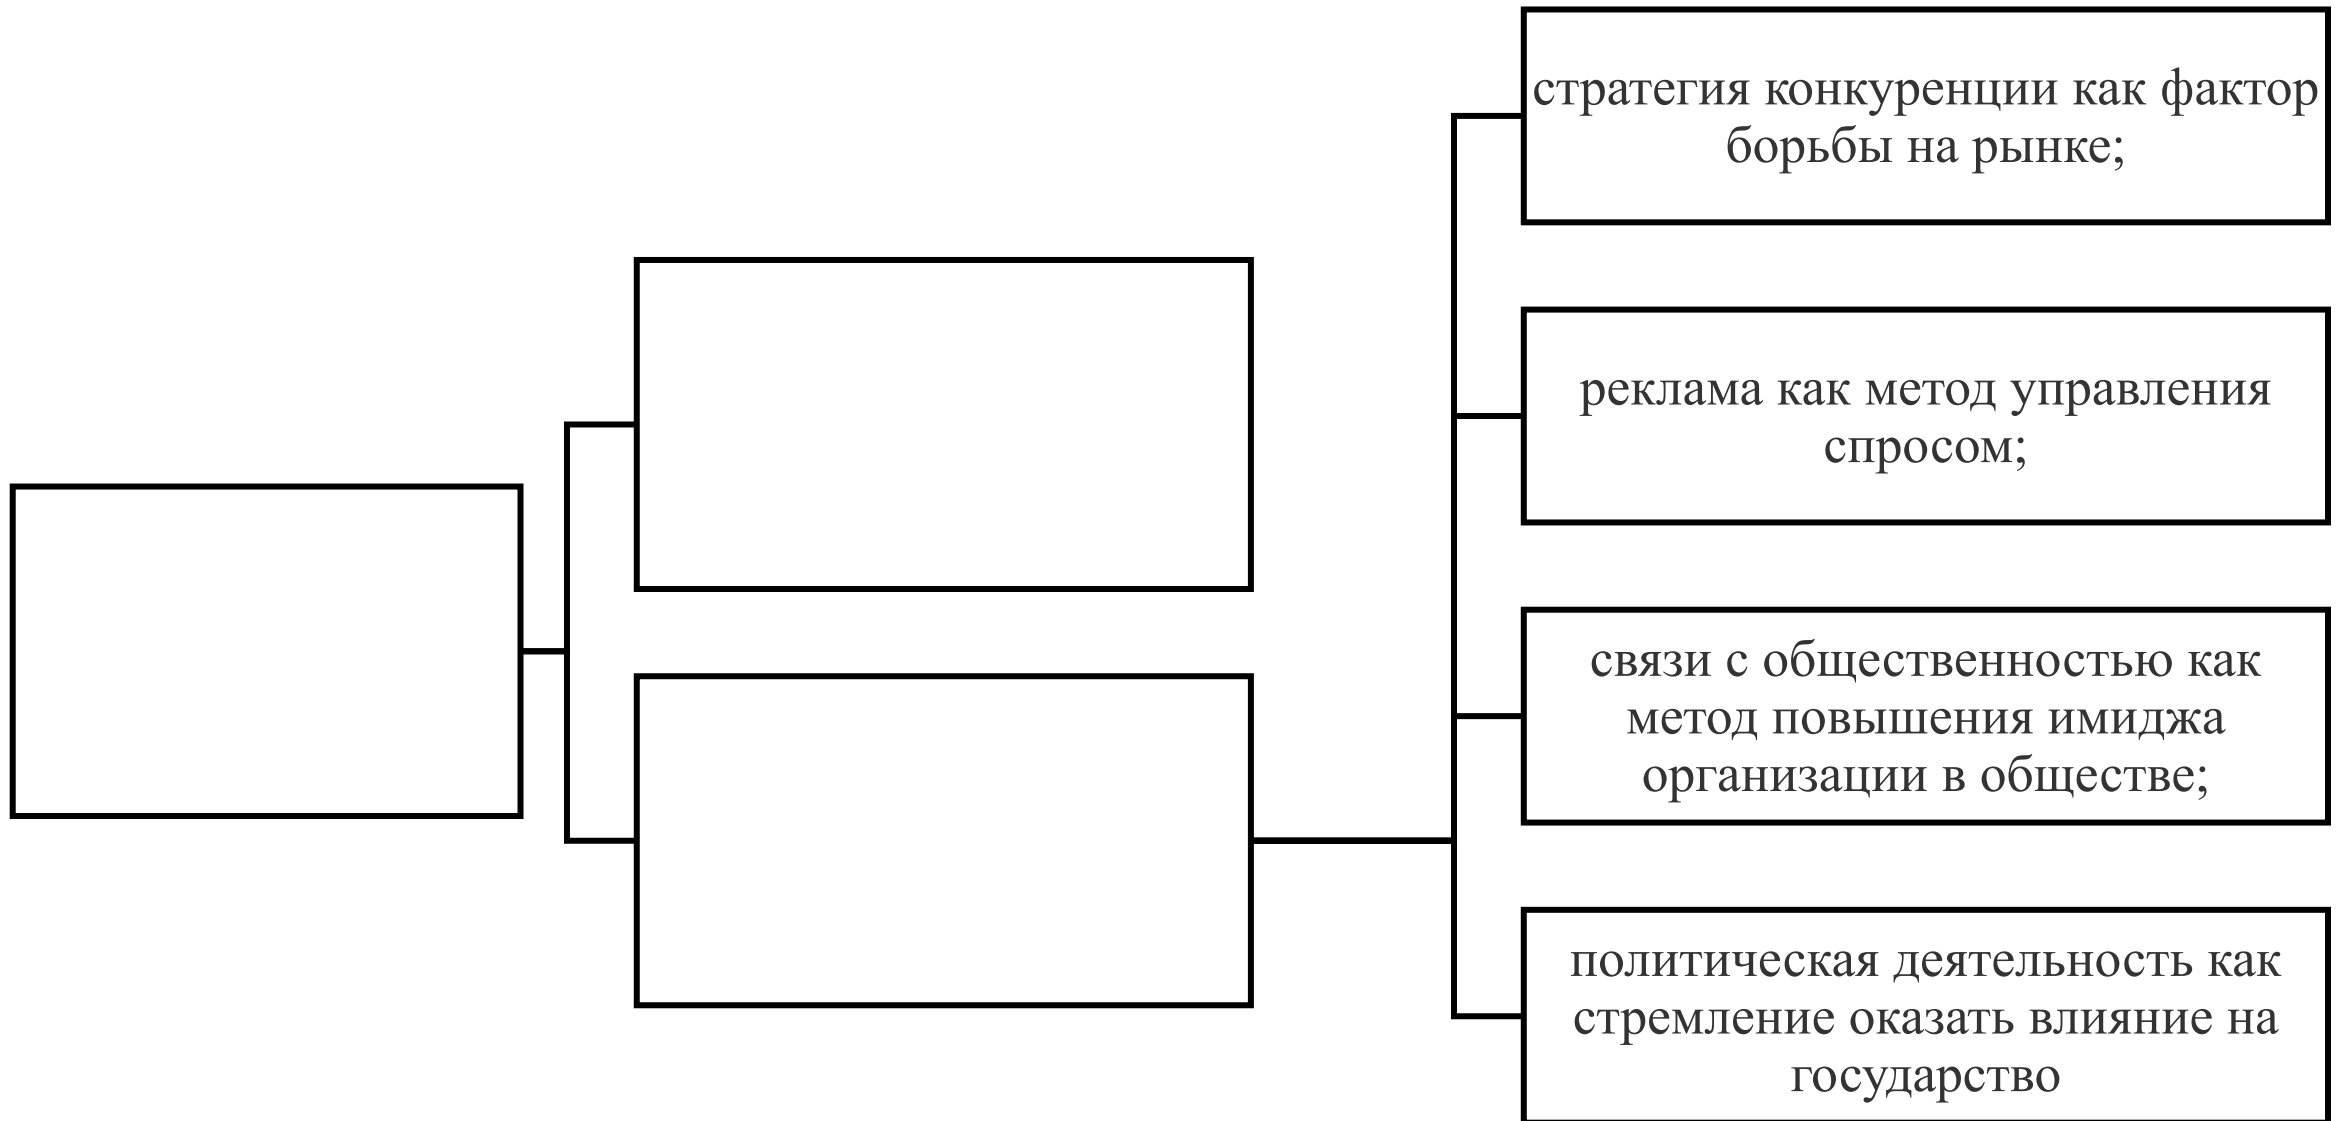 стратегия конкуренции как фактор
борьбы на рынке;
реклама как метод управления
спросом;
связи с общественностью как
метод повышения имиджа
организации в обществе;
политическая деятельность как
стремление оказать влияние на
государство